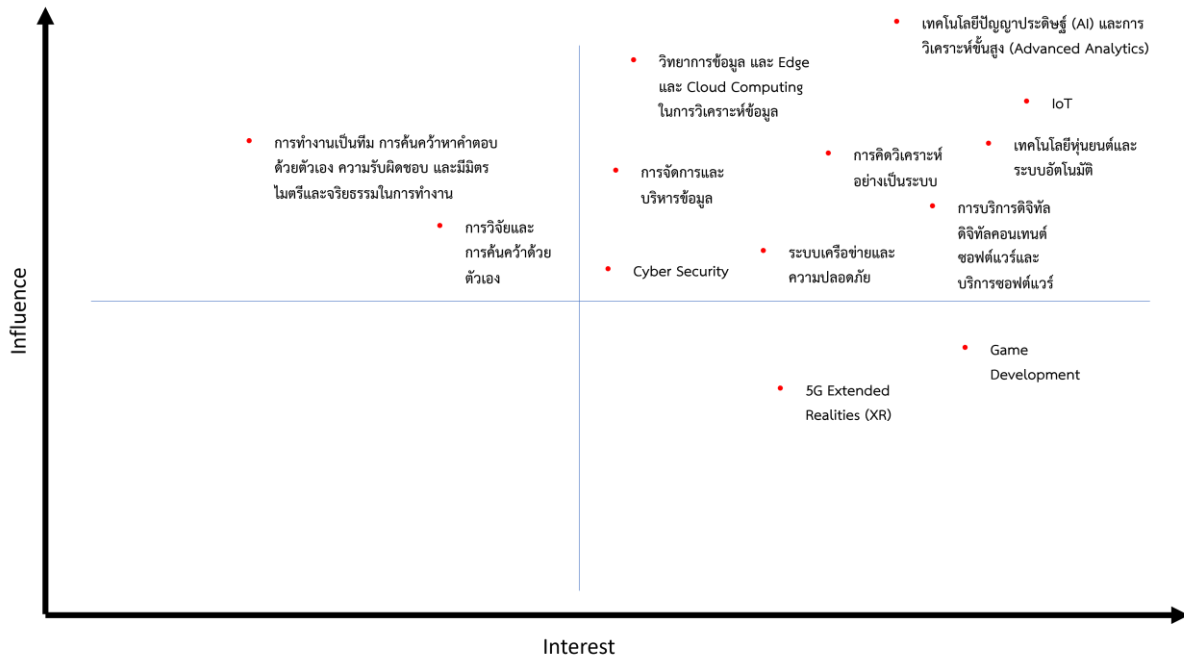 เทคโนโลยีปัญญาประดิษฐ์ (AI) และการ
วิเคราะห์ขั้นสูง (Advanced Analytics)
วิทยาการข้อมูล และ Edge
และ Cloud Computing
ในการวิเคราะห์ข้อมูล
IoT
การทำงานเป็นทีม การค้นคว้าหาคำตอบ
ด้วยตัวเอง ความรับผิดชอบ และมีมิตร
ไมตรีและจริยธรรมในการทำงาน
การจัดการและ
บริหารข้อมูล
การคิดวิเคราะห์
อย่างเป็นระบบ
เทคโนโลยีหุ่นยนต์และ
ระบบอัตโนมัติ
การวิจัยและ
การค้นคว้าด้วย
ตัวเอง
Cyber Security
ระบบเครือข่ายและ
ความปลอดภัย
การบริการดิจิทัล
ดิจิทัลคอนเทนต์
ซอฟต์แวร์และ
บริการซอฟต์แวร์
Influence
Game
Development
5G Extended
Realities (XR)
Interest